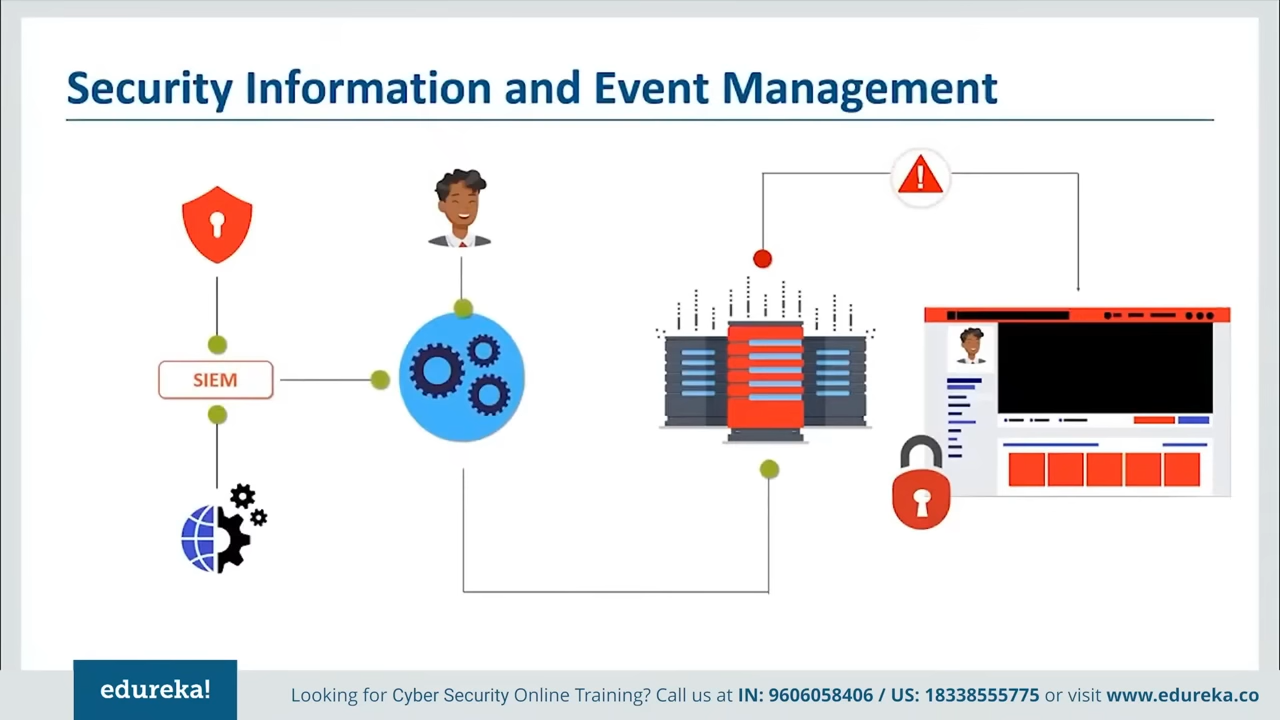 Security Information and Event Management
SIEM
edureka!
Looking for Cyber Security Online Training? Call us at IN: 9606058406 / US: 18338555775 or visit www.edureka.co